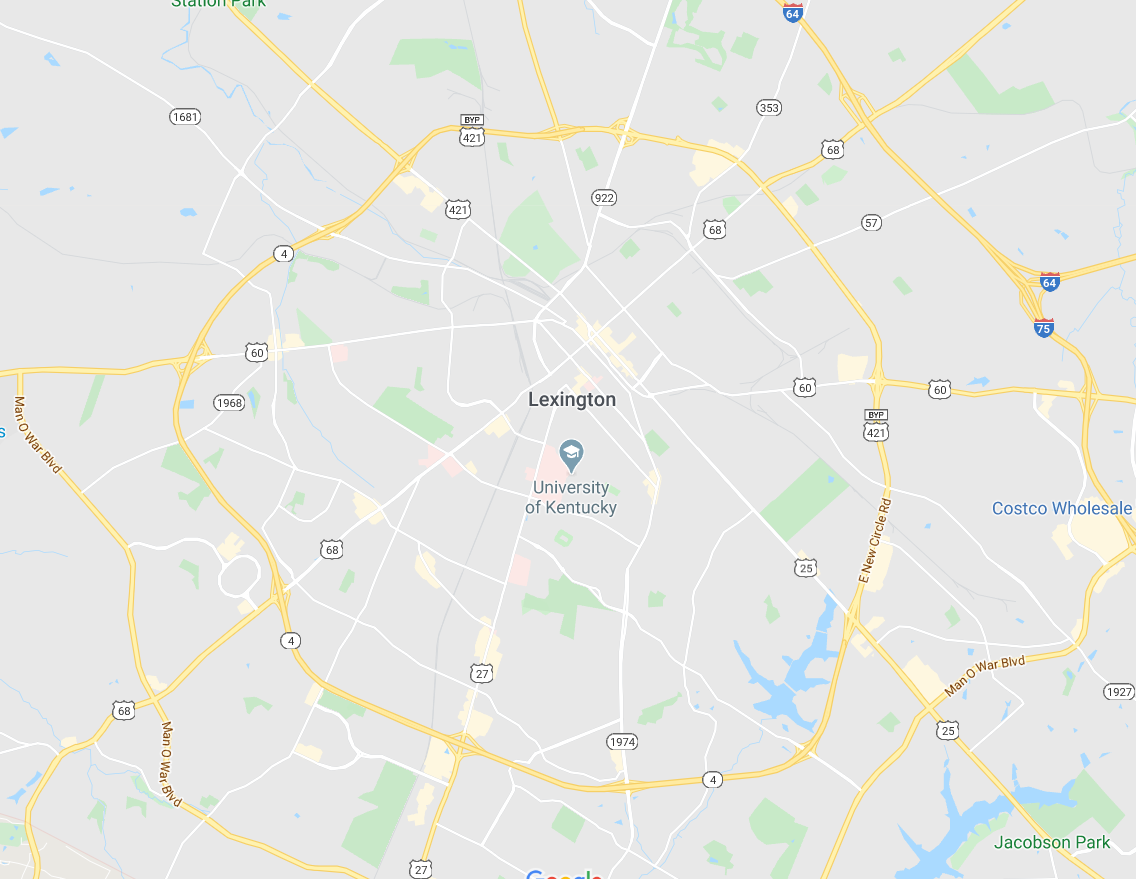 Station Park
64
353
1681
BYP
421
68
922
421
68
57
4
64
75
60
60
60
1968
Lexington
BYP
421
Man O War Blvd
s
University
of Kentucky
Costco Wholesale
E New Circle Rd
68
25
4
27
Man O War Blvd
1927
68
25
1974
Man O War Blvd
4
Jacobson Park
27
Google